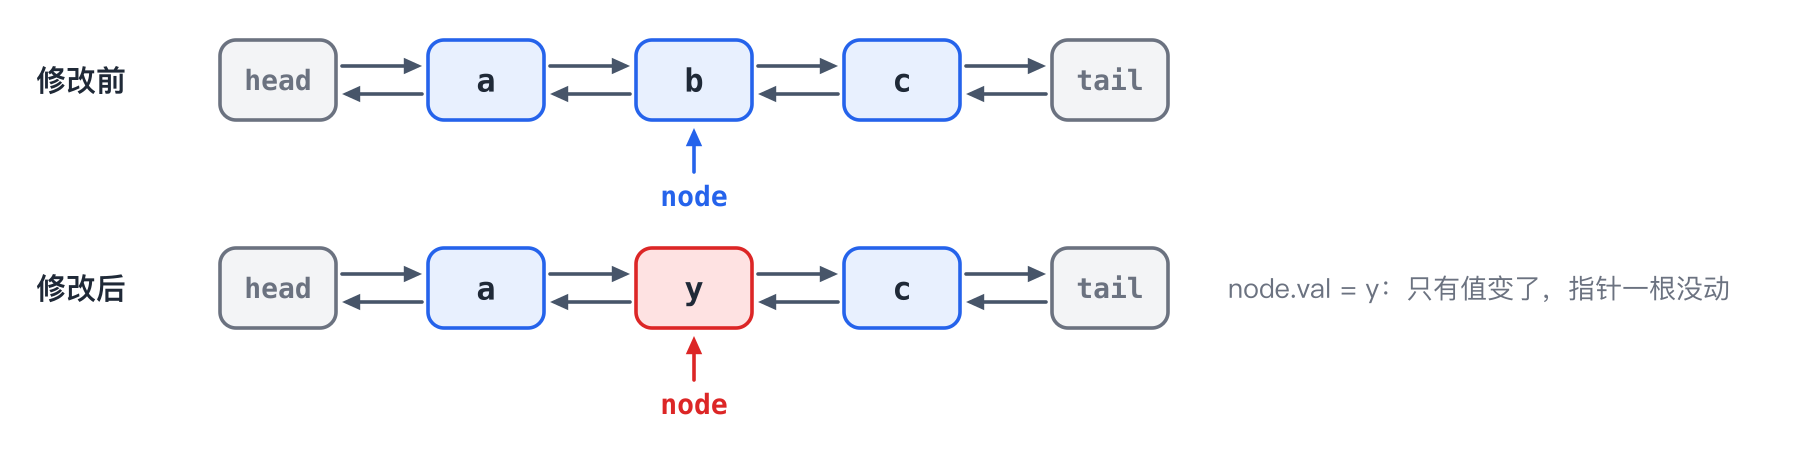 修改前 head a b c tail
node
修改后 head a y c tail node.val = y：只有值变了，指针一根没动
node